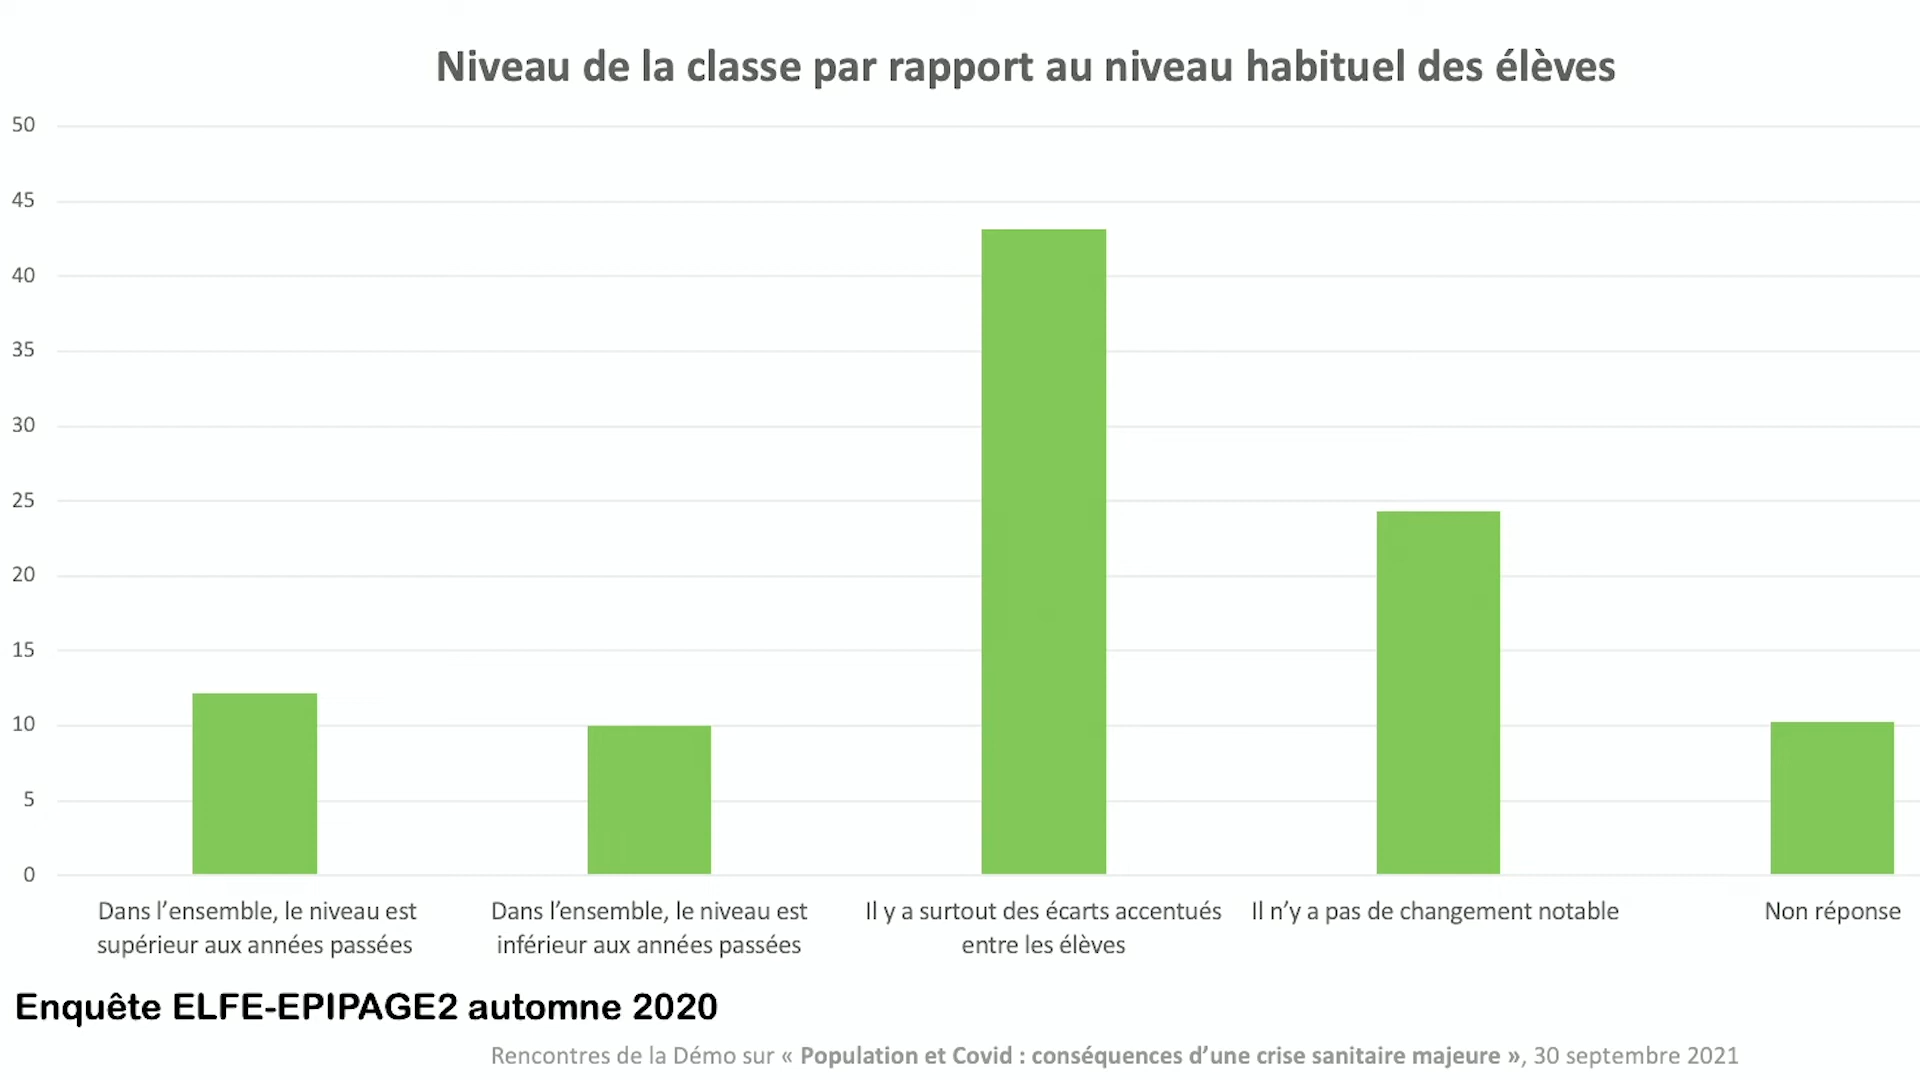 Niveau de la classe par rapport au niveau habituel des élèves
50
45
40
35
30
25
20
15
10
5
0
Dans l’ensemble, le niveau est
supérieur aux années passées
Dans l’ensemble, le niveau est
inférieur aux années passées
Il y a surtout des écarts accentués
entre les élèves
Il n’y a pas de changement notable
Non réponse
Enquête ELFE-EPIPAGE2 automne 2020
Rencontres de la Démo sur « Population et Covid : conséquences d’une crise sanitaire majeure », 30 septembre 2021